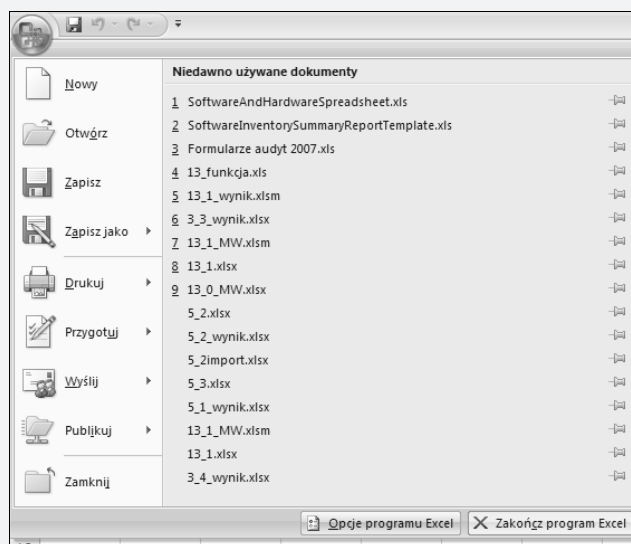 Nowy
Otwórz
Zapisz
Zapisz jako
Drukuj
Przygotuj
Wyślij
Publikuj
Zamknij
Niedawno używane dokumenty
1 SoftwareAndHardwareSpreadsheet.xls
2 SoftwareInventorySummaryReportTemplate.xls
3 Formularze audyt 2007.xls
4 13_funkcja.xls
5 13_1_wynik.xlsm
6 3_3_wynik.xlsx
7 13_1_MW.xlsm
8 13_1.xlsx
9 13_0_MW.xlsx
5_2.xlsx
5_2_wynik.xlsx
5_2import.xlsx
5_3.xlsx
5_1_wynik.xlsx
13_1_MW.xlsm
13_1.xlsx
3_4_wynik.xlsx
Opcje programu Excel
Zakończ program Excel